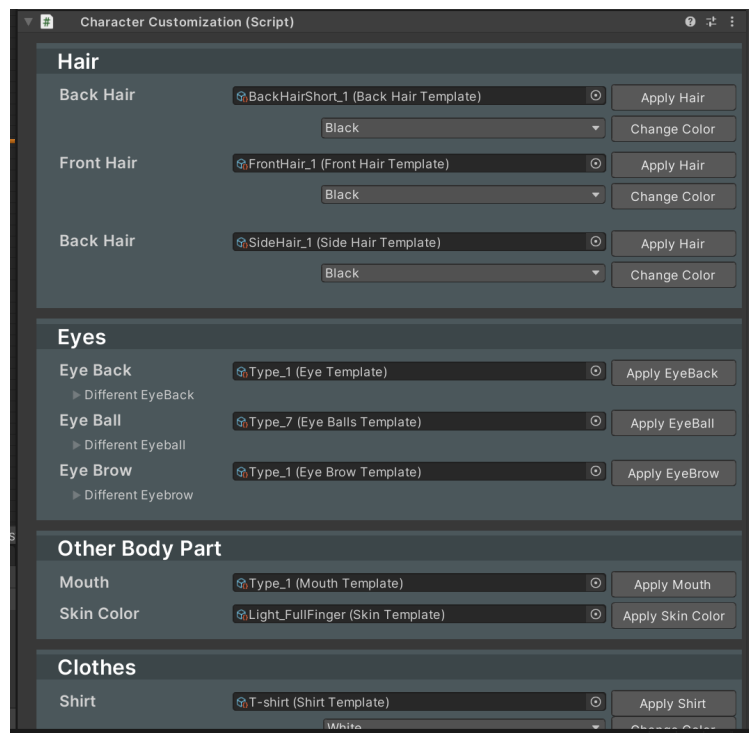 # Character Customization (Script)
Hair
Back Hair BackHairShort_1 (Back Hair Template) Apply Hair
Black Change Color
Front Hair FrontHair_1 (Front Hair Template) Apply Hair
Black Change Color
Back Hair SideHair_1 (Side Hair Template) Apply Hair
Black Change Color
Eyes
Eye Back Type_1 (Eye Template) Apply EyeBack
Different EyeBack
Eye Ball Type_7 (Eye Balls Template) Apply EyeBall
Different Eyeball
Eye Brow Type_1 (Eye Brow Template) Apply EyeBrow
Different Eyebrow
Other Body Part
Mouth Type_1 (Mouth Template) Apply Mouth
Skin Color Light_FullFinger (Skin Template) Apply Skin Color
Clothes
Shirt T-shirt (Shirt Template) Apply Shirt
White Change Color